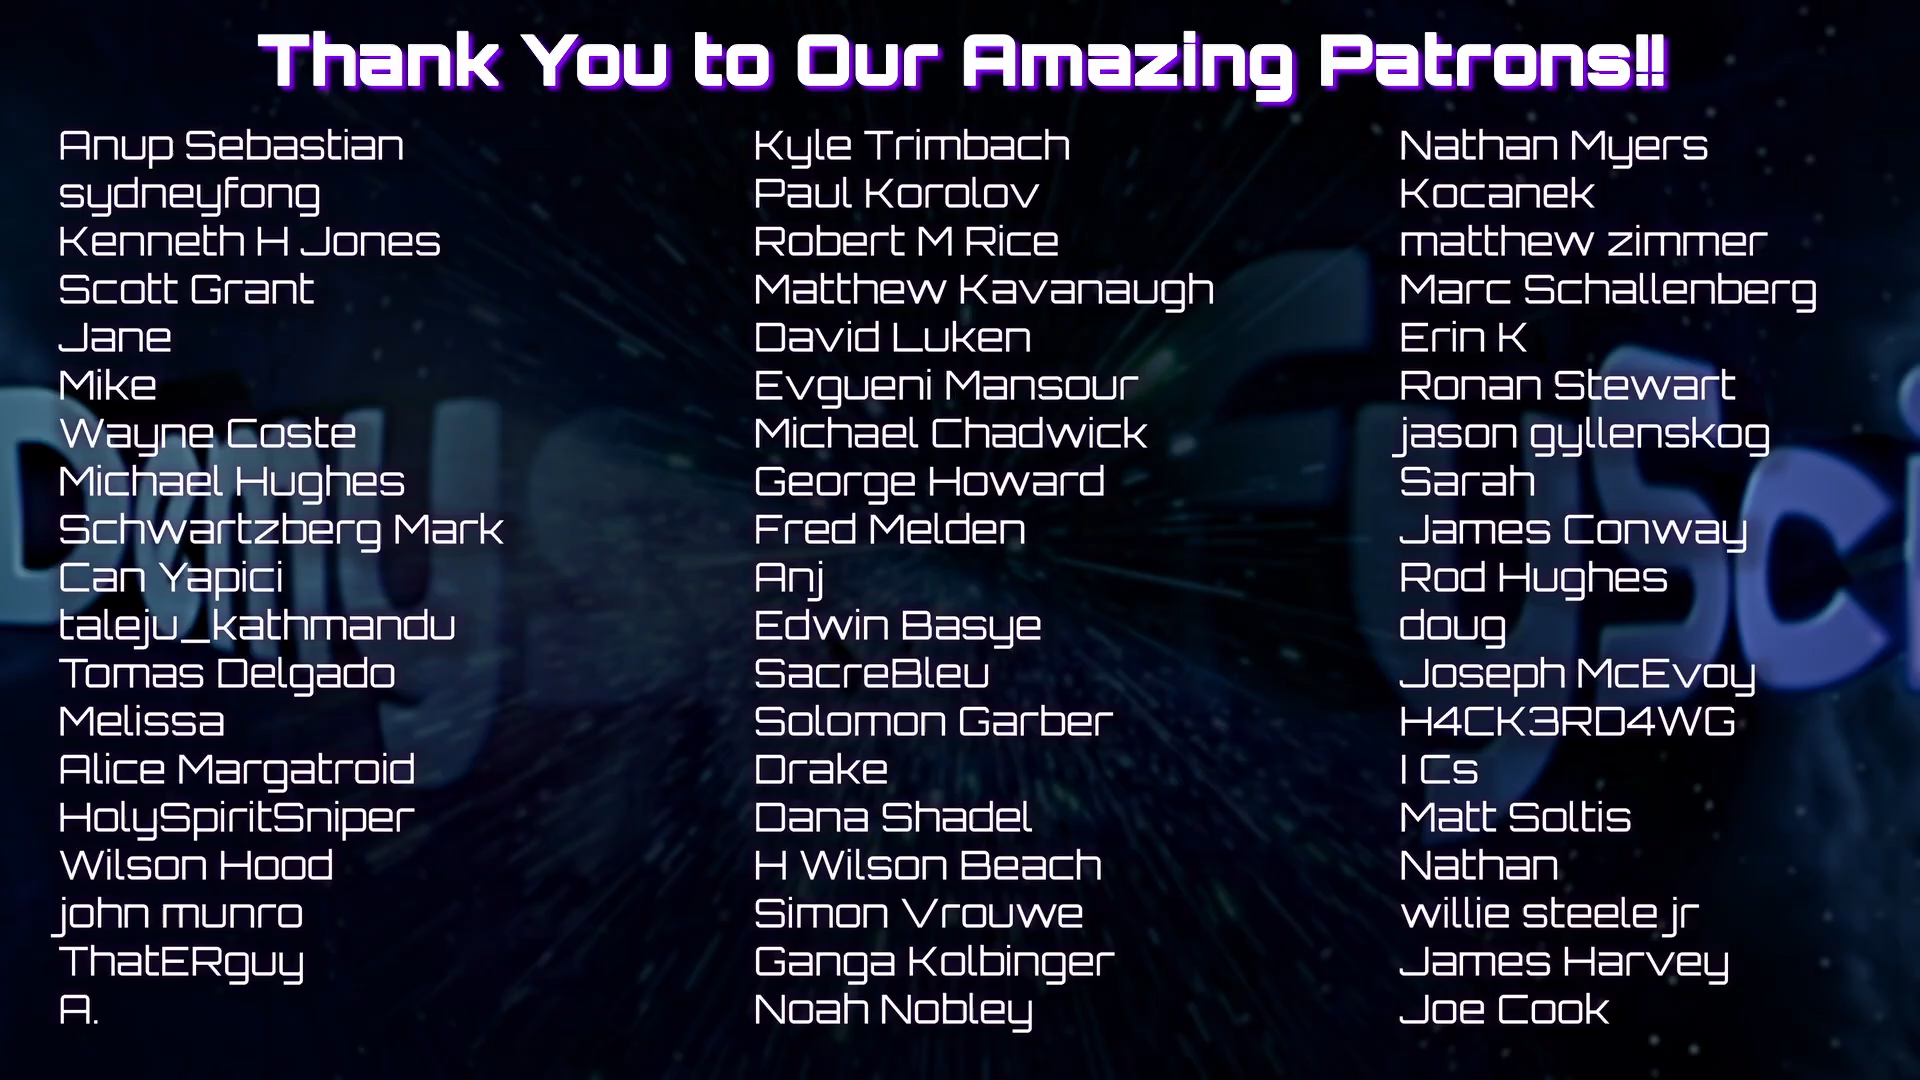 Thank You to Our Amazing Patrons!!
Anup Sebastian
sydneyfong
Kenneth H Jones
Scott Grant
Jane
Mike
Wayne Coste
Michael Hughes
Schwartzberg Mark
Can Yapici
taleju_kathmandu
Tomas Delgado
Melissa
Alice Margatroid
HolySpiritSniper
Wilson Hood
john munro
ThatERguy
A.
Kyle Trimbach
Paul Korolov
Robert M Rice
Matthew Kavanaugh
David Luken
Evgueni Mansour
Michael Chadwick
George Howard
Fred Melden
Anj
Edwin Basye
SacreBleu
Solomon Garber
Drake
Dana Shadel
H Wilson Beach
Simon Vrouwe
Ganga Kolbinger
Noah Nobley
Nathan Myers
Kocanek
matthew zimmer
Marc Schallenberg
Erin K
Ronan Stewart
jason gyllenskog
Sarah
James Conway
Rod Hughes
doug
Joseph McEvoy
H4CK3RD4WG
I Cs
Matt Soltis
Nathan
willie steele jr
James Harvey
Joe Cook